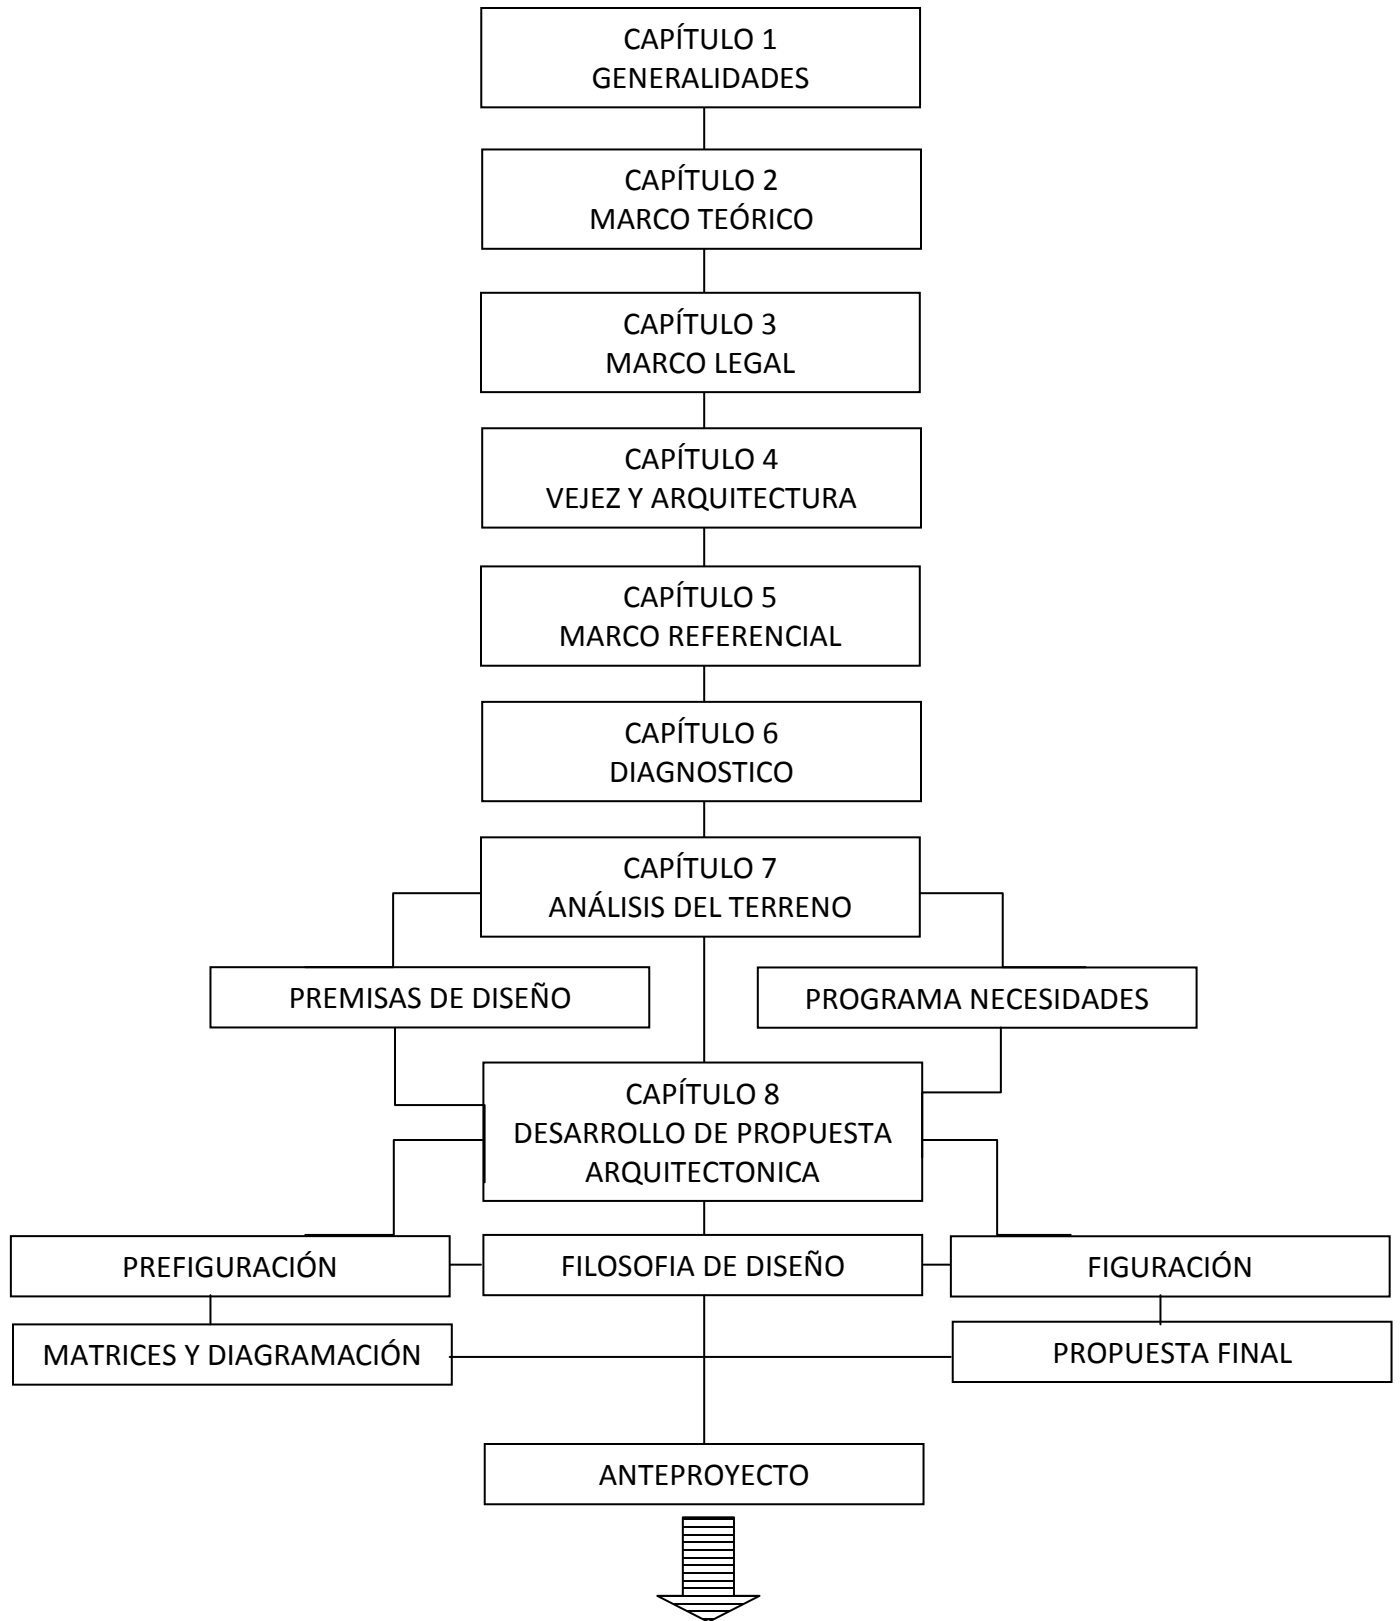 CAPÍTULO 1
GENERALIDADES
CAPÍTULO 2
MARCO TEÓRICO
CAPÍTULO 3
MARCO LEGAL
CAPÍTULO 4
VEJEZ Y ARQUITECTURA
CAPÍTULO 5
MARCO REFERENCIAL
CAPÍTULO 6
DIAGNOSTICO
CAPÍTULO 7
ANÁLISIS DEL TERRENO
PREMISAS DE DISEÑO
PROGRAMA NECESIDADES
CAPÍTULO 8
DESARROLLO DE PROPUESTA
ARQUITECTONICA
PREFIGURACIÓN
FILOSOFIA DE DISEÑO
FIGURACIÓN
MATRICES Y DIAGRAMACIÓN
PROPUESTA FINAL
ANTEPROYECTO